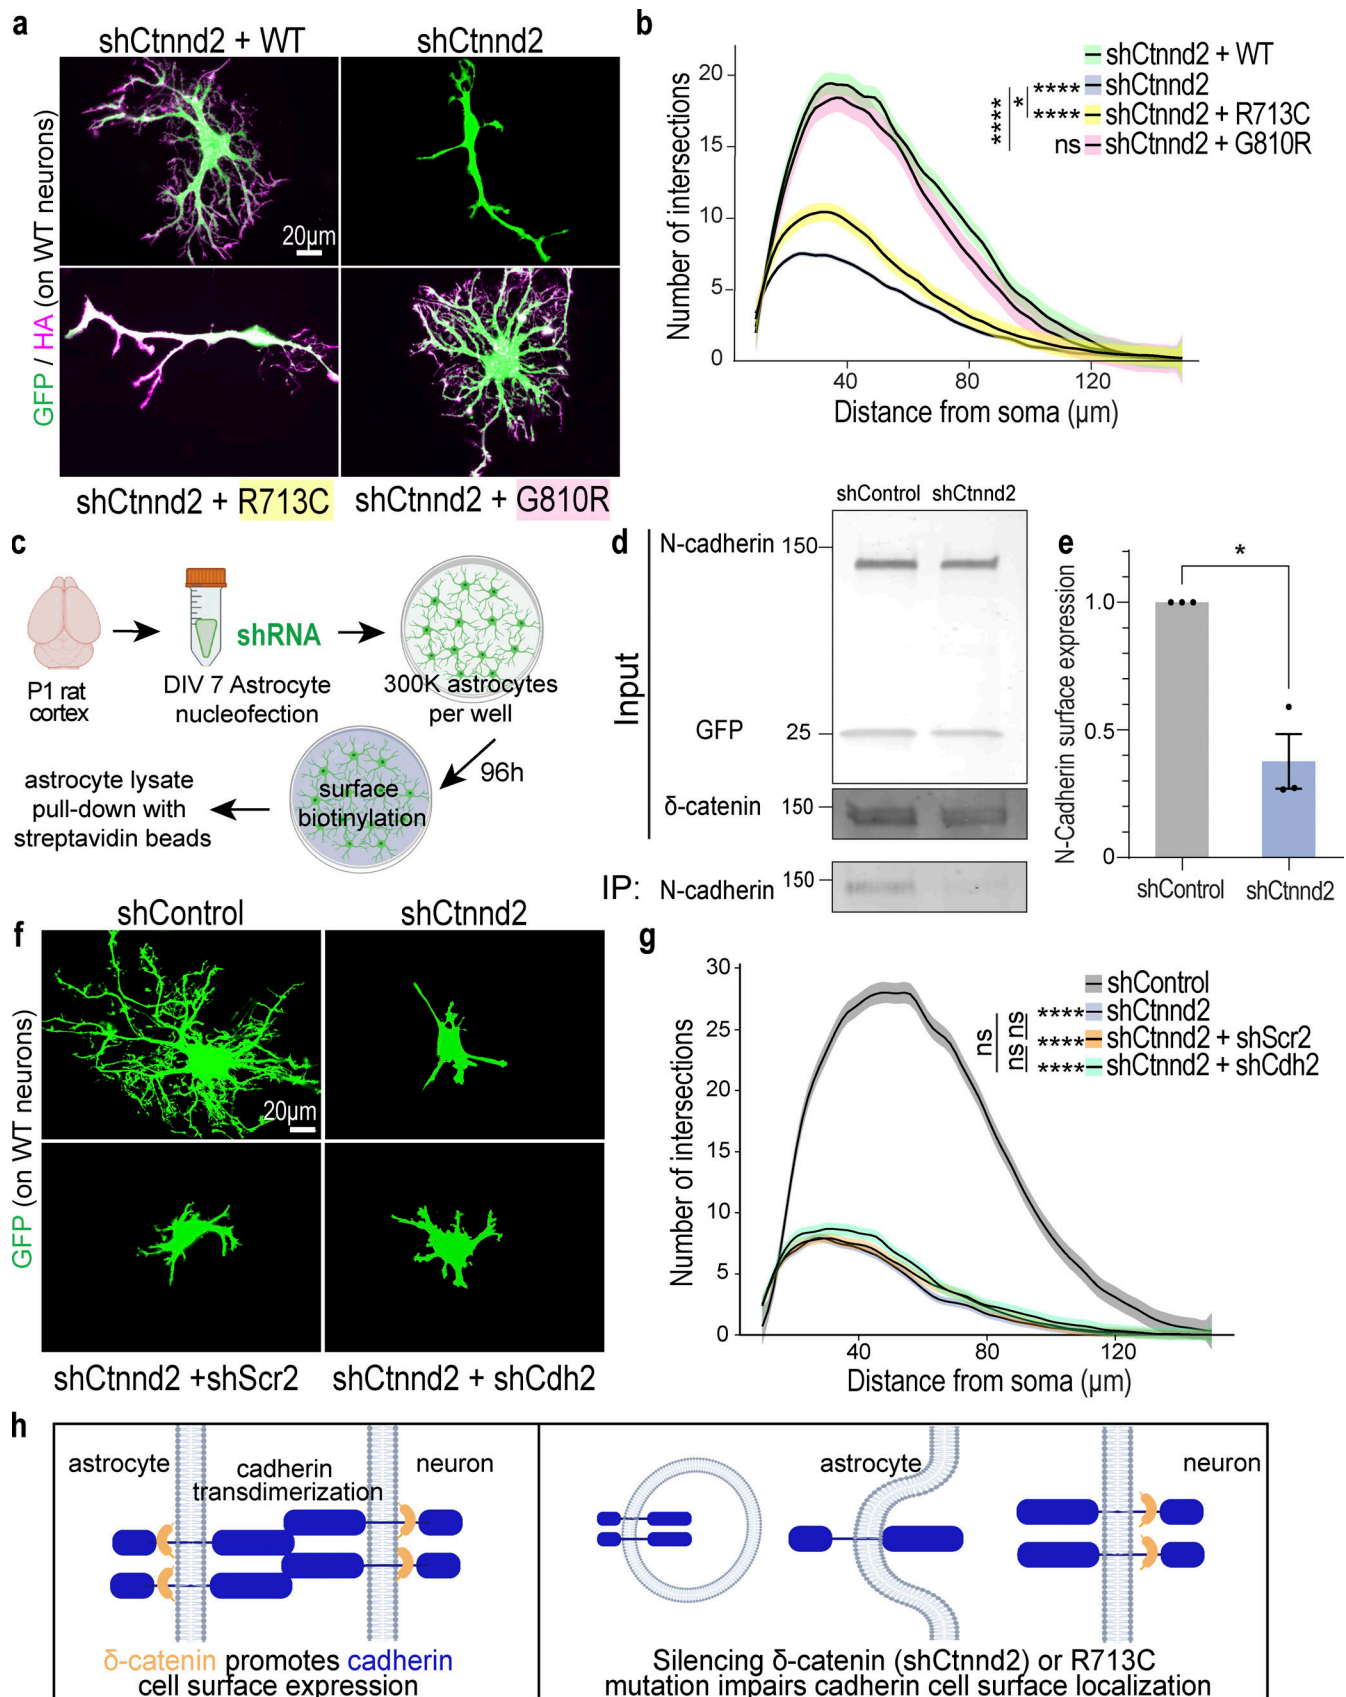 a
shCtnnd2 + WT
shCtnnd2
GFP / HA (on WT neurons)
20µm
shCtnnd2 + R713C
shCtnnd2 + G810R
b
Number of intersections
20
15
10
5
0
40
80
120
Distance from soma (µm)
shCtnnd2 + WT
shCtnnd2
shCtnnd2 + R713C
shCtnnd2 + G810R
****
*
****
****
ns
c
P1 rat
cortex
DIV 7 Astrocyte
nucleofection
shRNA
300K astrocytes
per well
96h
surface
biotinylation
astrocyte lysate
pull-down with
streptavidin beads
d
shControl
shCtnnd2
Input
N-cadherin
150
GFP
25
δ-catenin
150
IP:
N-cadherin
150
e
N-Cadherin surface expression
1.0
0.5
0
*
shControl
shCtnnd2
f
shControl
shCtnnd2
GFP (on WT neurons)
20µm
shCtnnd2 +shScr2
shCtnnd2 + shCdh2
g
Number of intersections
30
25
20
15
10
5
0
40
80
120
Distance from soma (µm)
shControl
shCtnnd2
shCtnnd2 + shScr2
shCtnnd2 + shCdh2
ns
ns
ns
****
****
****
h
astrocyte
cadherin
transdimerization
neuron
δ-catenin promotes cadherin
cell surface expression
astrocyte
neuron
Silencing δ-catenin (shCtnnd2) or R713C
mutation impairs cadherin cell surface localization